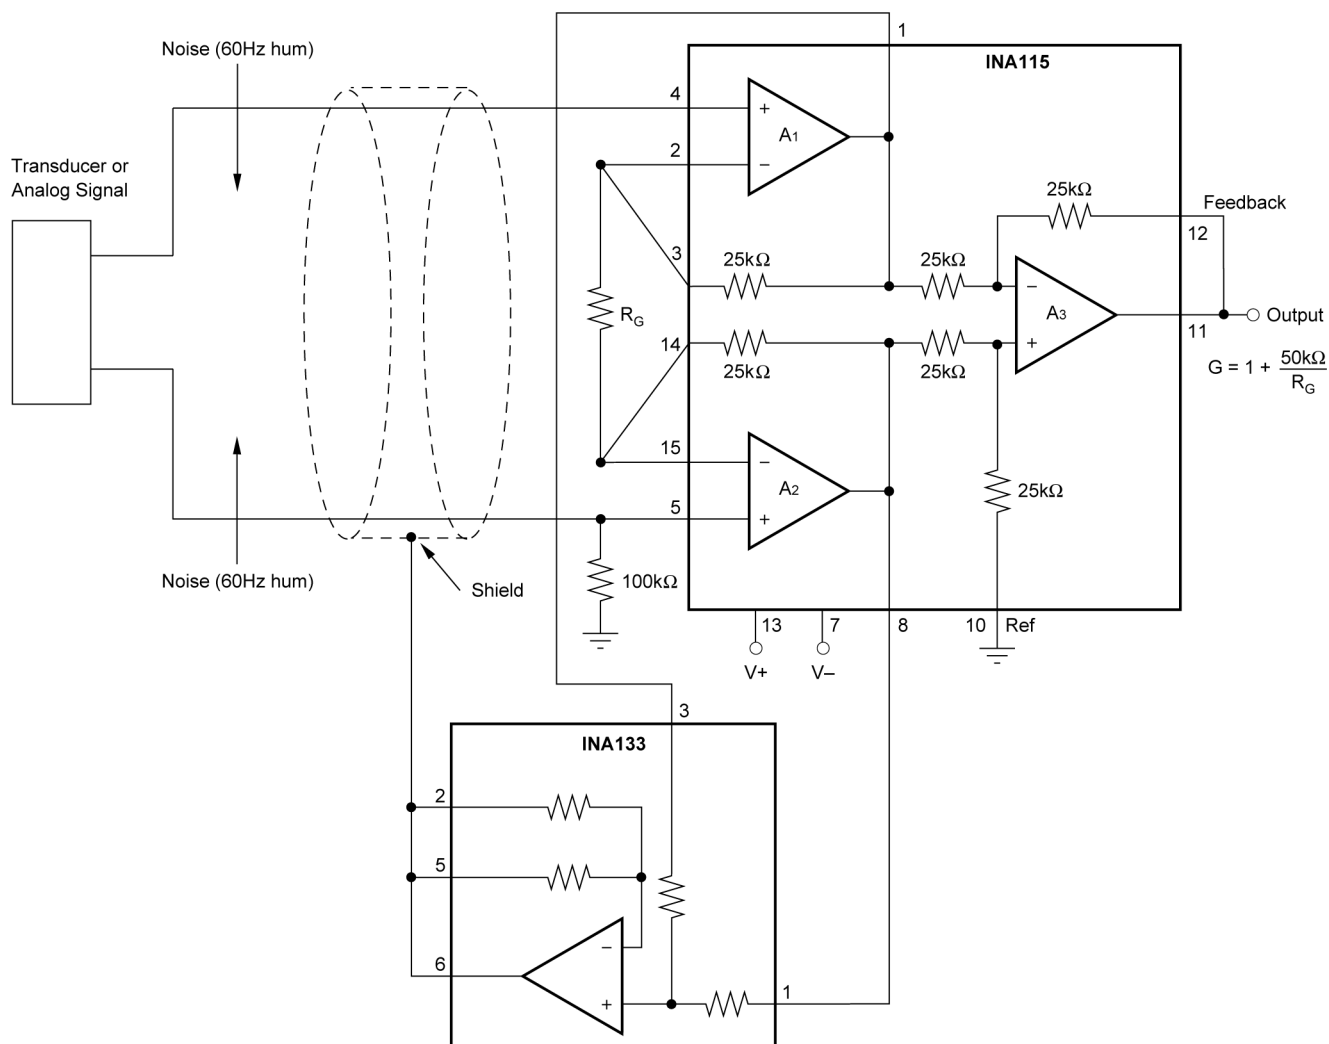 Noise (60Hz hum)
1
INA115
4
+
A1
2
−
Transducer or
Analog Signal
25kΩ
Feedback
12
3
25kΩ
25kΩ
−
RG
A3
Output
14
+
11
25kΩ
25kΩ
G = 1 + 50kΩ
RG
15
−
A2
25kΩ
5
+
Noise (60Hz hum)
Shield
100kΩ
13
7
8
10
Ref
V+
V–
3
INA133
2
5
−
6
+
1